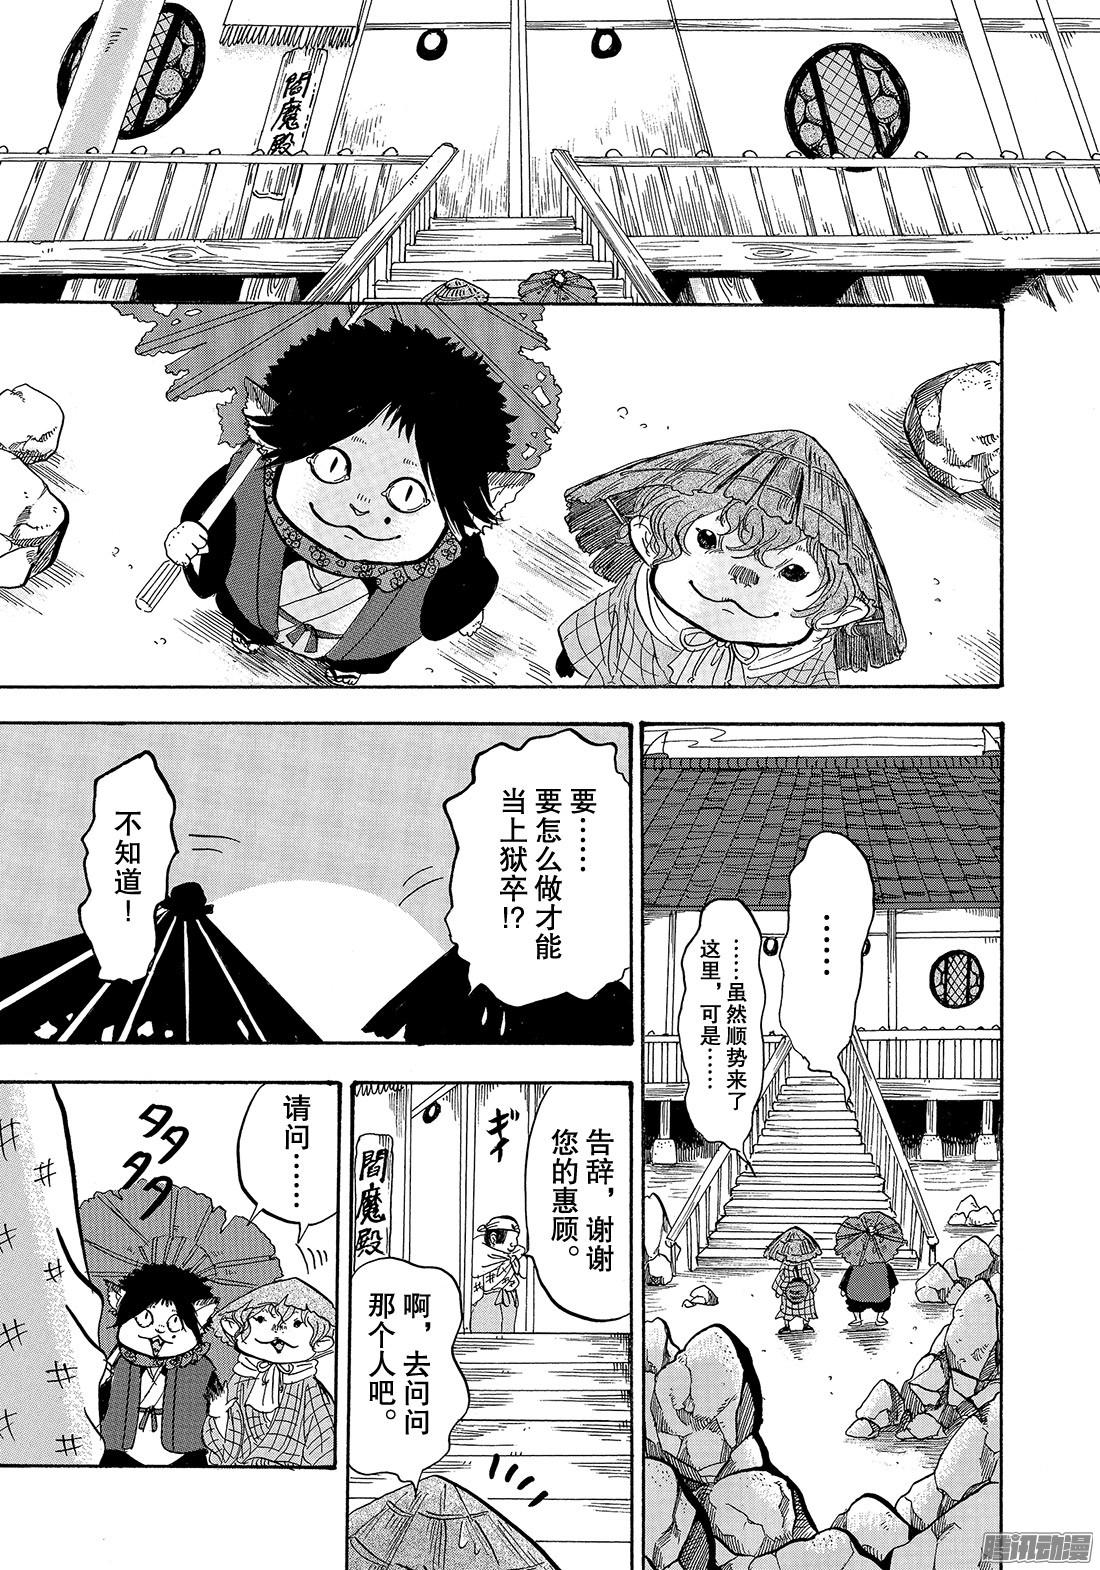 閻魔殿
……
……虽然顺势来了
这里，可是……
要……
要怎么做才能
当上狱卒!?
不知道！
告辞，谢谢
您的惠顾。
ギイ
閻魔殿
啊，去问问
那个人吧。
请问……
タタタタ
腾讯动漫